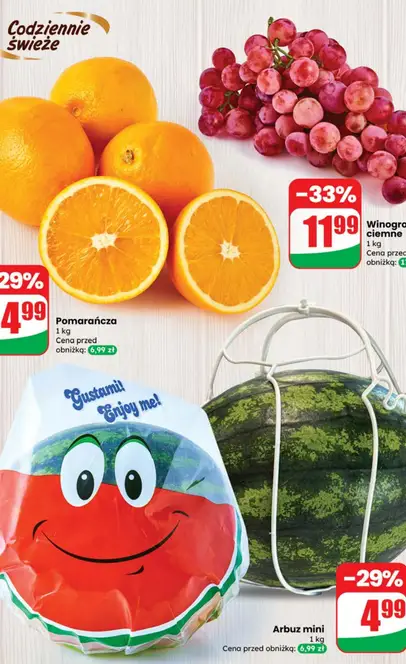 Codziennie
świeże
-33%
11 99
ciemne
1 kg
Cena przed
obniżką:
29%
4 99
Pomarańcza
1 kg
Cena przed
obniżką: 6,99 zł
Gustami!
Enjoy me!
-29%
4 99
Arbuz mini
1 kg
Cena przed obniżką: 6,99 zł